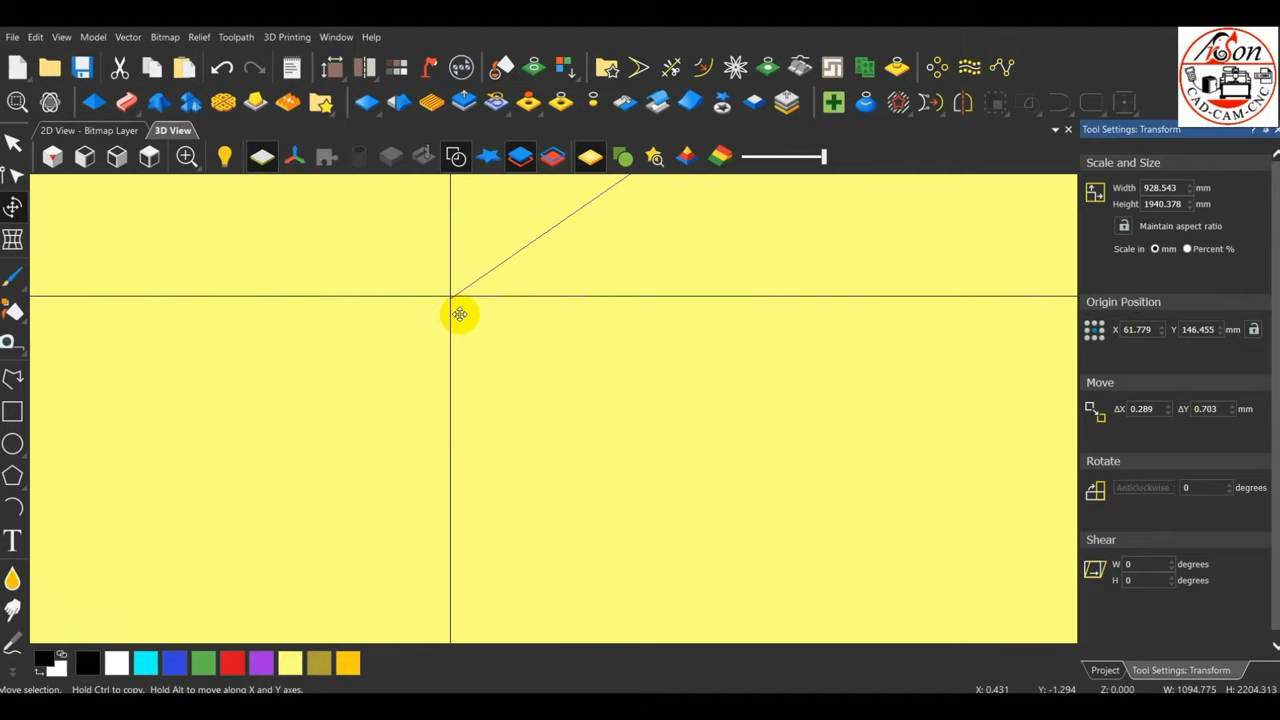 File Edit View Model Vector Bitmap Relief Toolpath 3D Printing Window Help
CAD-CAM-CNC
2D View - Bitmap Layer 3D View
Tool Settings: Transform
Scale and Size
Width 928.543 mm
Height 1940.378 mm
Maintain aspect ratio
Scale in mm Percent %
Origin Position
X 61.779 Y 146.455 mm
Move
ΔX 0.289 ΔY 0.703 mm
Rotate
Anticlockwise 0 degrees
Shear
W 0 degrees
H 0 degrees
Project Tool Settings: Transform
Move selection. Hold Ctrl to copy. Hold Alt to move along X and Y axes. X: 0.431 Y: -1.294 Z: 0.000 W: 1094.775 H: 2204.313